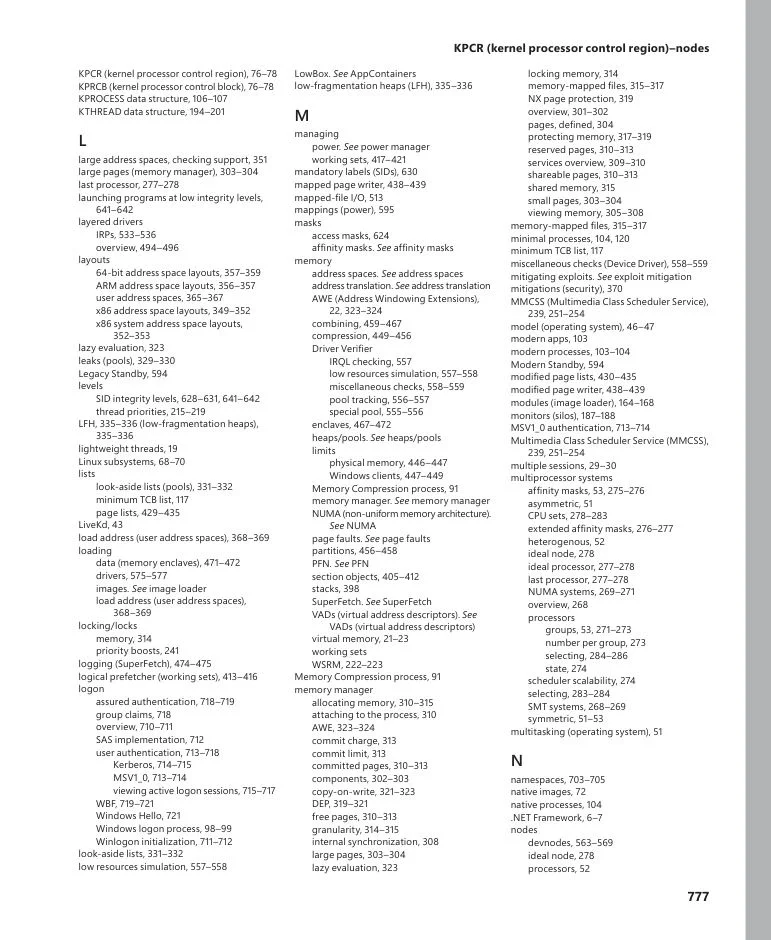 KPCR (kernel processor control region)–nodes
KPCR (kernel processor control region), 76–78
KPRCB (kernel processor control block), 76–78
KPROCESS data structure, 106–107
KTHREAD data structure, 194–201
L
large address spaces, checking support, 351
large pages (memory manager), 303–304
last processor, 277–278
launching programs at low integrity levels,
641–642
layered drivers
IRPs, 533–536
overview, 494–496
layouts
64-bit address space layouts, 357–359
ARM address space layouts, 356–357
user address spaces, 365–367
x86 address space layouts, 349–352
x86 system address space layouts,
352–353
lazy evaluation, 323
leaks (pools), 329–330
Legacy Standby, 594
levels
SID integrity levels, 628–631, 641–642
thread priorities, 215–219
LFH, 335–336 (low-fragmentation heaps),
335–336
lightweight threads, 19
Linux subsystems, 68–70
lists
look-aside lists (pools), 331–332
minimum TCB list, 117
page lists, 429–435
LiveKd, 43
load address (user address spaces), 368–369
loading
data (memory enclaves), 471–472
drivers, 575–577
images. See image loader
load address (user address spaces),
368–369
locking/locks
memory, 314
priority boosts, 241
logging (SuperFetch), 474–475
logical prefetcher (working sets), 413–416
logon
assured authentication, 718–719
group claims, 718
overview, 710–711
SAS implementation, 712
user authentication, 713–718
Kerberos, 714–715
MSV1_0, 713–714
viewing active logon sessions, 715–717
WBF, 719–721
Windows Hello, 721
Windows logon process, 98–99
Winlogon initialization, 711–712
look-aside lists, 331–332
low resources simulation, 557–558
LowBox. See AppContainers
low-fragmentation heaps (LFH), 335–336
M
managing
power. See power manager
working sets, 417–421
mandatory labels (SIDs), 630
mapped page writer, 438–439
mapped-file I/O, 513
mappings (power), 595
masks
access masks, 624
affinity masks. See affinity masks
memory
address spaces. See address spaces
address translation. See address translation
AWE (Address Windowing Extensions),
22, 323–324
combining, 459–467
compression, 449–456
Driver Verifier
IRQL checking, 557
low resources simulation, 557–558
miscellaneous checks, 558–559
pool tracking, 556–557
special pool, 555–556
enclaves, 467–472
heaps/pools. See heaps/pools
limits
physical memory, 446–447
Windows clients, 447–449
Memory Compression process, 91
memory manager. See memory manager
NUMA (non-uniform memory architecture).
See NUMA
page faults. See page faults
partitions, 456–458
PFN. See PFN
section objects, 405–412
stacks, 398
SuperFetch. See SuperFetch
VADs (virtual address descriptors). See
VADs (virtual address descriptors)
virtual memory, 21–23
working sets
WSRM, 222–223
Memory Compression process, 91
memory manager
allocating memory, 310–315
attaching to the process, 310
AWE, 323–324
commit charge, 313
commit limit, 313
committed pages, 310–313
components, 302–303
copy-on-write, 321–323
DEP, 319–321
free pages, 310–313
granularity, 314–315
internal synchronization, 308
large pages, 303–304
lazy evaluation, 323
locking memory, 314
memory-mapped files, 315–317
NX page protection, 319
overview, 301–302
pages, defined, 304
protecting memory, 317–319
reserved pages, 310–313
services overview, 309–310
shareable pages, 310–313
shared memory, 315
small pages, 303–304
viewing memory, 305–308
memory-mapped files, 315–317
minimal processes, 104, 120
minimum TCB list, 117
miscellaneous checks (Device Driver), 558–559
mitigating exploits. See exploit mitigation
mitigations (security), 370
MMCSS (Multimedia Class Scheduler Service),
239, 251–254
model (operating system), 46–47
modern apps, 103
modern processes, 103–104
Modern Standby, 594
modified page lists, 430–435
modified page writer, 438–439
modules (image loader), 164–168
monitors (silos), 187–188
MSV1_0 authentication, 713–714
Multimedia Class Scheduler Service (MMCSS),
239, 251–254
multiple sessions, 29–30
multiprocessor systems
affinity masks, 53, 275–276
asymmetric, 51
CPU sets, 278–283
extended affinity masks, 276–277
heterogenous, 52
ideal node, 278
ideal processor, 277–278
last processor, 277–278
NUMA systems, 269–271
overview, 268
processors
groups, 53, 271–273
number per group, 273
selecting, 284–286
state, 274
scheduler scalability, 274
selecting, 283–284
SMT systems, 268–269
symmetric, 51–53
multitasking (operating system), 51
N
namespaces, 703–705
native images, 72
native processes, 104
.NET Framework, 6–7
nodes
devnodes, 563–569
ideal node, 278
processors, 52
777